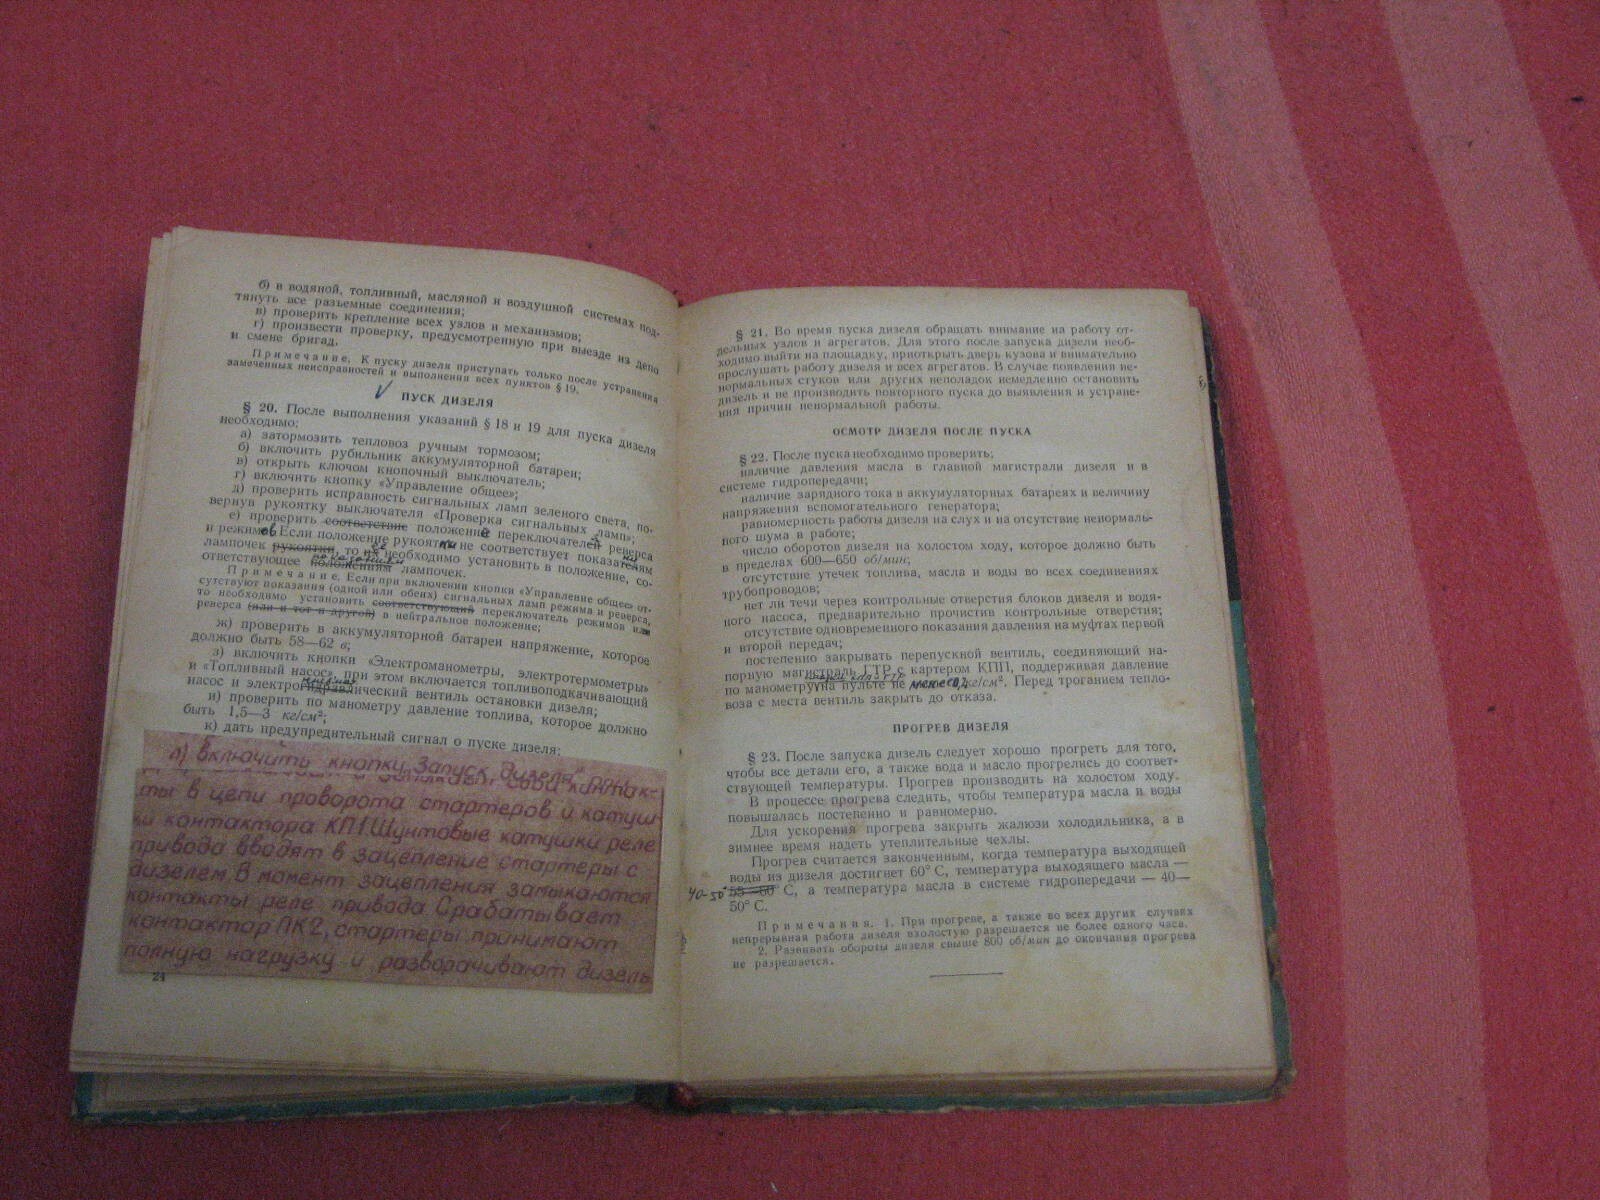 б) в водяной, топливный, масляной и воздушной системах под-
тянуть все разъемные соединения;
в) проверить крепление всех узлов и механизмов;
г) произвести проверку, предусмотренную при выезде из депо
и смене бригад.
Примечание. К пуску дизеля приступать только после устранения
замеченных неисправностей и выполнения всех пунктов § 19.
ПУСК ДИЗЕЛЯ
§ 20. После выполнения указаний § 18 и 19 для пуска дизеля
необходимо:
а) затормозить тепловоз ручным тормозом;
б) включить рубильник аккумуляторной батареи;
в) открыть ключом кнопочный выключатель;
г) включить кнопку «Управление общее»;
д) проверить исправность сигнальных ламп зеленого света, по-
вернув рукоятку выключателя «Проверка сигнальных ламп»;
е) проверить соответствие положение переключателей реверса
и режимов. Если положение рукоятки не соответствует показаниям
лампочек рукоятки, то их необходимо установить в положение, со-
показаниям
ответствующее положениям лампочек.
Примечание. Если при включении кнопки «Управление общее» от-
сутствуют показания (одной или обеих) сигнальных ламп режима и реверса,
то необходимо установить соответствующий переключатель режимов или
реверса (или и тот и другой) в нейтральное положение;
ж) проверить в аккумуляторной батареи напряжение, которое
должно быть 58—62 в;
з) включить кнопки «Электроманометры, электротермометры»
и «Топливный насос», при этом включается топливоподкачивающий
насос и электрогидравлический вентиль остановки дизеля;
и) проверить по манометру давление топлива, которое должно
быть 1,5—3 кг/см²;
к) дать предупредительный сигнал о пуске дизеля;
л) включить кнопку „Запуск дизеля"
ты в цепи проворота стартеров и катуш-
ки контактора КП1. Шунтовые катушки реле
привода вводят в зацепление стартеры с
дизелем. В момент зацепления замыкаются
контакты реле привода. Срабатывает
контактор ПК2, стартеры принимают
полную нагрузку и разворачивают дизель
24
§ 21. Во время пуска дизеля обращать внимание на работу от-
дельных узлов и агрегатов. Для этого после запуска дизели необ-
ходимо выйти на площадку, приоткрыть дверь кузова и внимательно
прослушать работу дизеля и всех агрегатов. В случае появления не-
нормальных стуков или других неполадок немедленно остановить
дизель и не производить повторного пуска до выявления и устране-
ния причин ненормальной работы.
ОСМОТР ДИЗЕЛЯ ПОСЛЕ ПУСКА
§ 22. После пуска необходимо проверить;
наличие давления масла в главной магистрали дизеля и в
системе гидропередачи;
наличие зарядного тока в аккумуляторных батареях и величину
напряжения вспомогательного генератора;
равномерность работы дизеля на слух и на отсутствие ненормаль-
ного шума в работе;
число оборотов дизеля на холостом ходу, которое должно быть
в пределах 600—650 об/мин;
отсутствие утечек топлива, масла и воды во всех соединениях
трубопроводов;
нет ли течи через контрольные отверстия блоков дизеля и водя-
ного насоса, предварительно прочистив контрольные отверстия;
отсутствие одновременного показания давления на муфтах первой
и второй передач;
постепенно закрывать перепускной вентиль, соединяющий на-
порную магистраль ГТР с картером КПП, поддерживая давление
по манометру на пульте не кг/см². Перед троганием тепло-
воза с места вентиль закрыть до отказа.
ПРОГРЕВ ДИЗЕЛЯ
§ 23. После запуска дизель следует хорошо прогреть для того,
чтобы все детали его, а также вода и масло прогрелись до соответ-
ствующей температуры. Прогрев производить на холостом ходу.
В процессе прогрева следить, чтобы температура масла и воды
повышалась постепенно и равномерно.
Для ускорения прогрева закрыть жалюзи холодильника, а в
зимнее время надеть утеплительные чехлы.
Прогрев считается законченным, когда температура выходящей
воды из дизеля достигнет 60° С, температура выходящего масла —
40-50° 55—60° С, а температура масла в системе гидропередачи — 40—
50° С.
Примечания. 1. При прогреве, а также во всех других случаях
непрерывная работа дизеля вхолостую разрешается не более одного часа.
2. Развивать обороты дизеля свыше 800 об/мин до окончания прогрева
не разрешается.